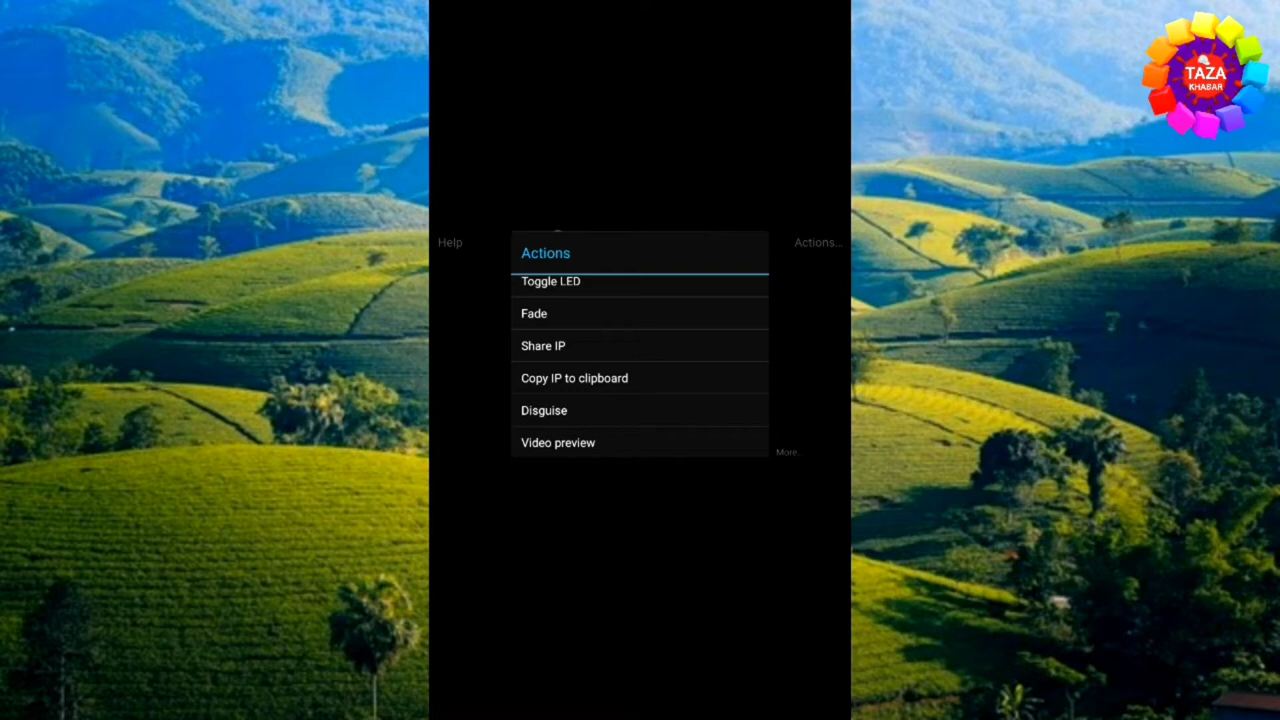 TAZA
KHABAR
Help
Actions...
Actions
Toggle LED
Fade
Share IP
Copy IP to clipboard
Disguise
Video preview
More..